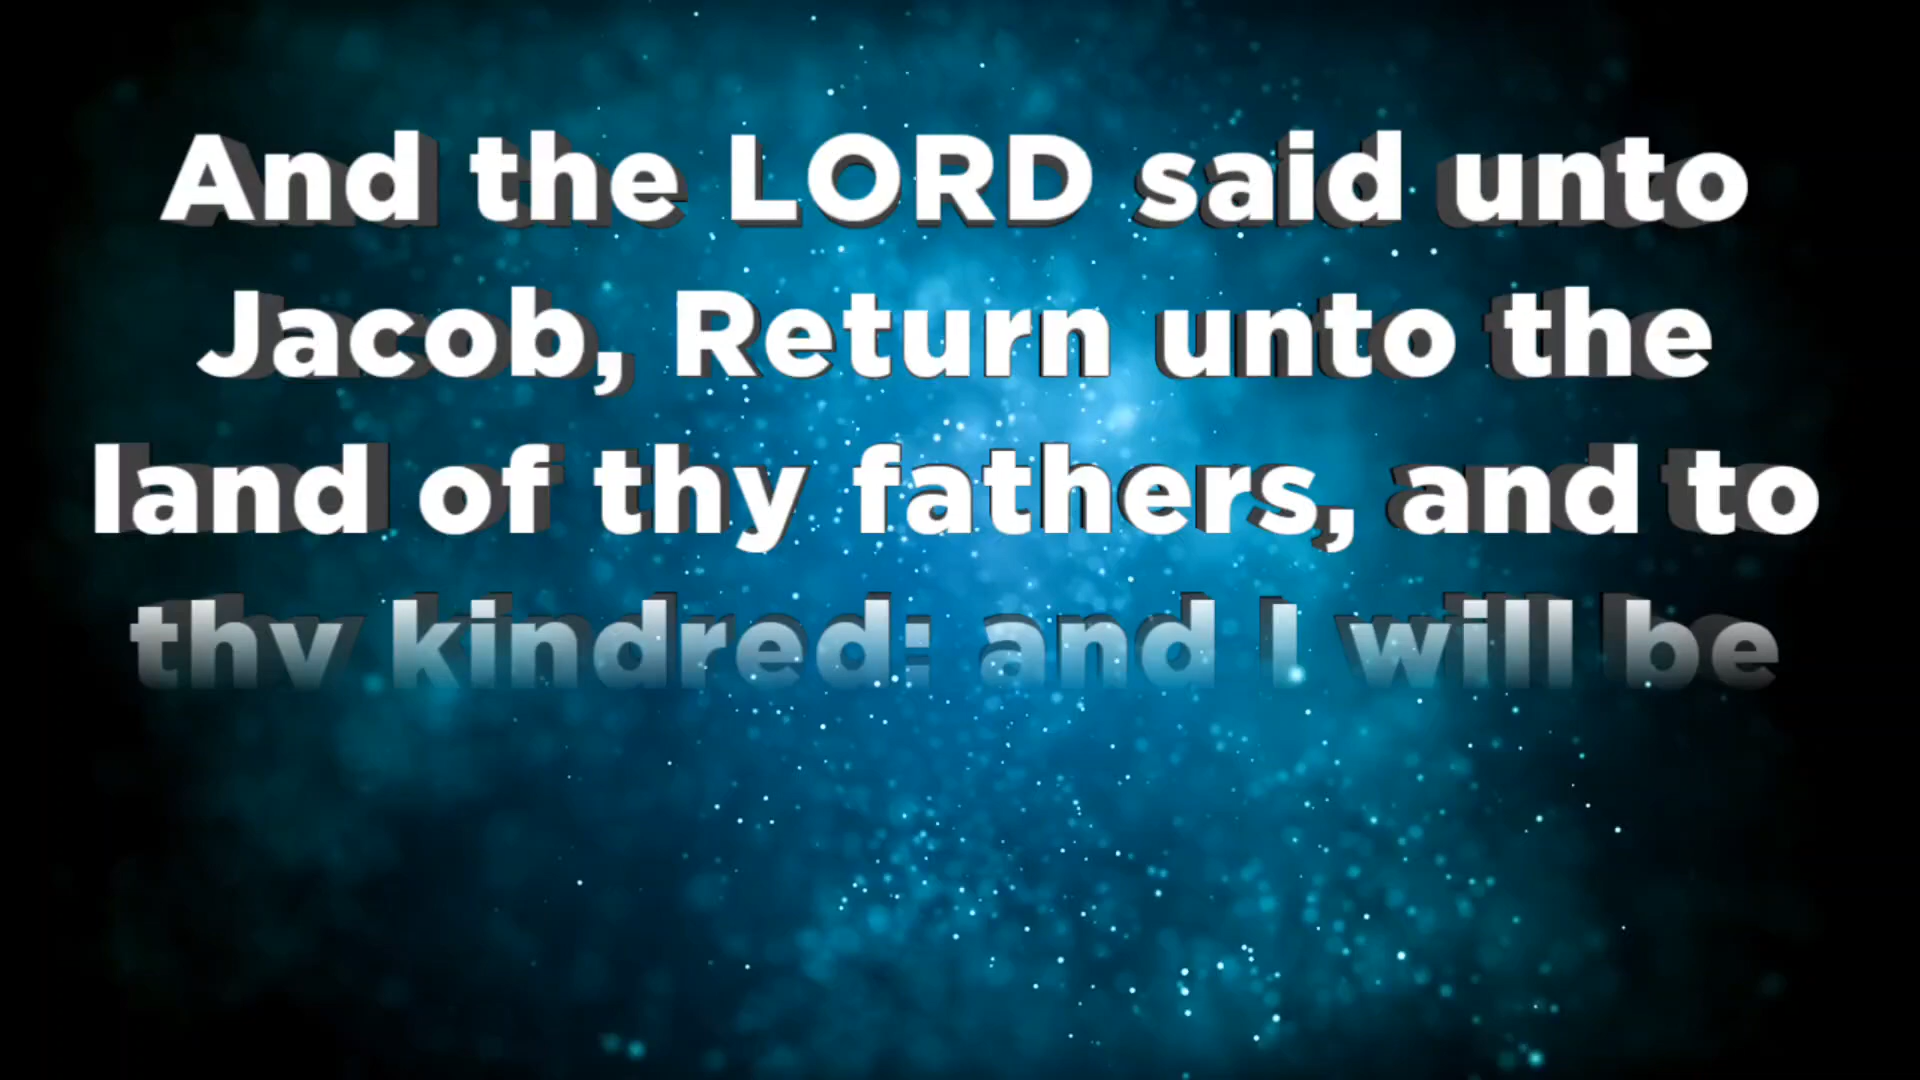 And the LORD said unto
Jacob, Return unto the
land of thy fathers, and to
thy kindred; and I will be